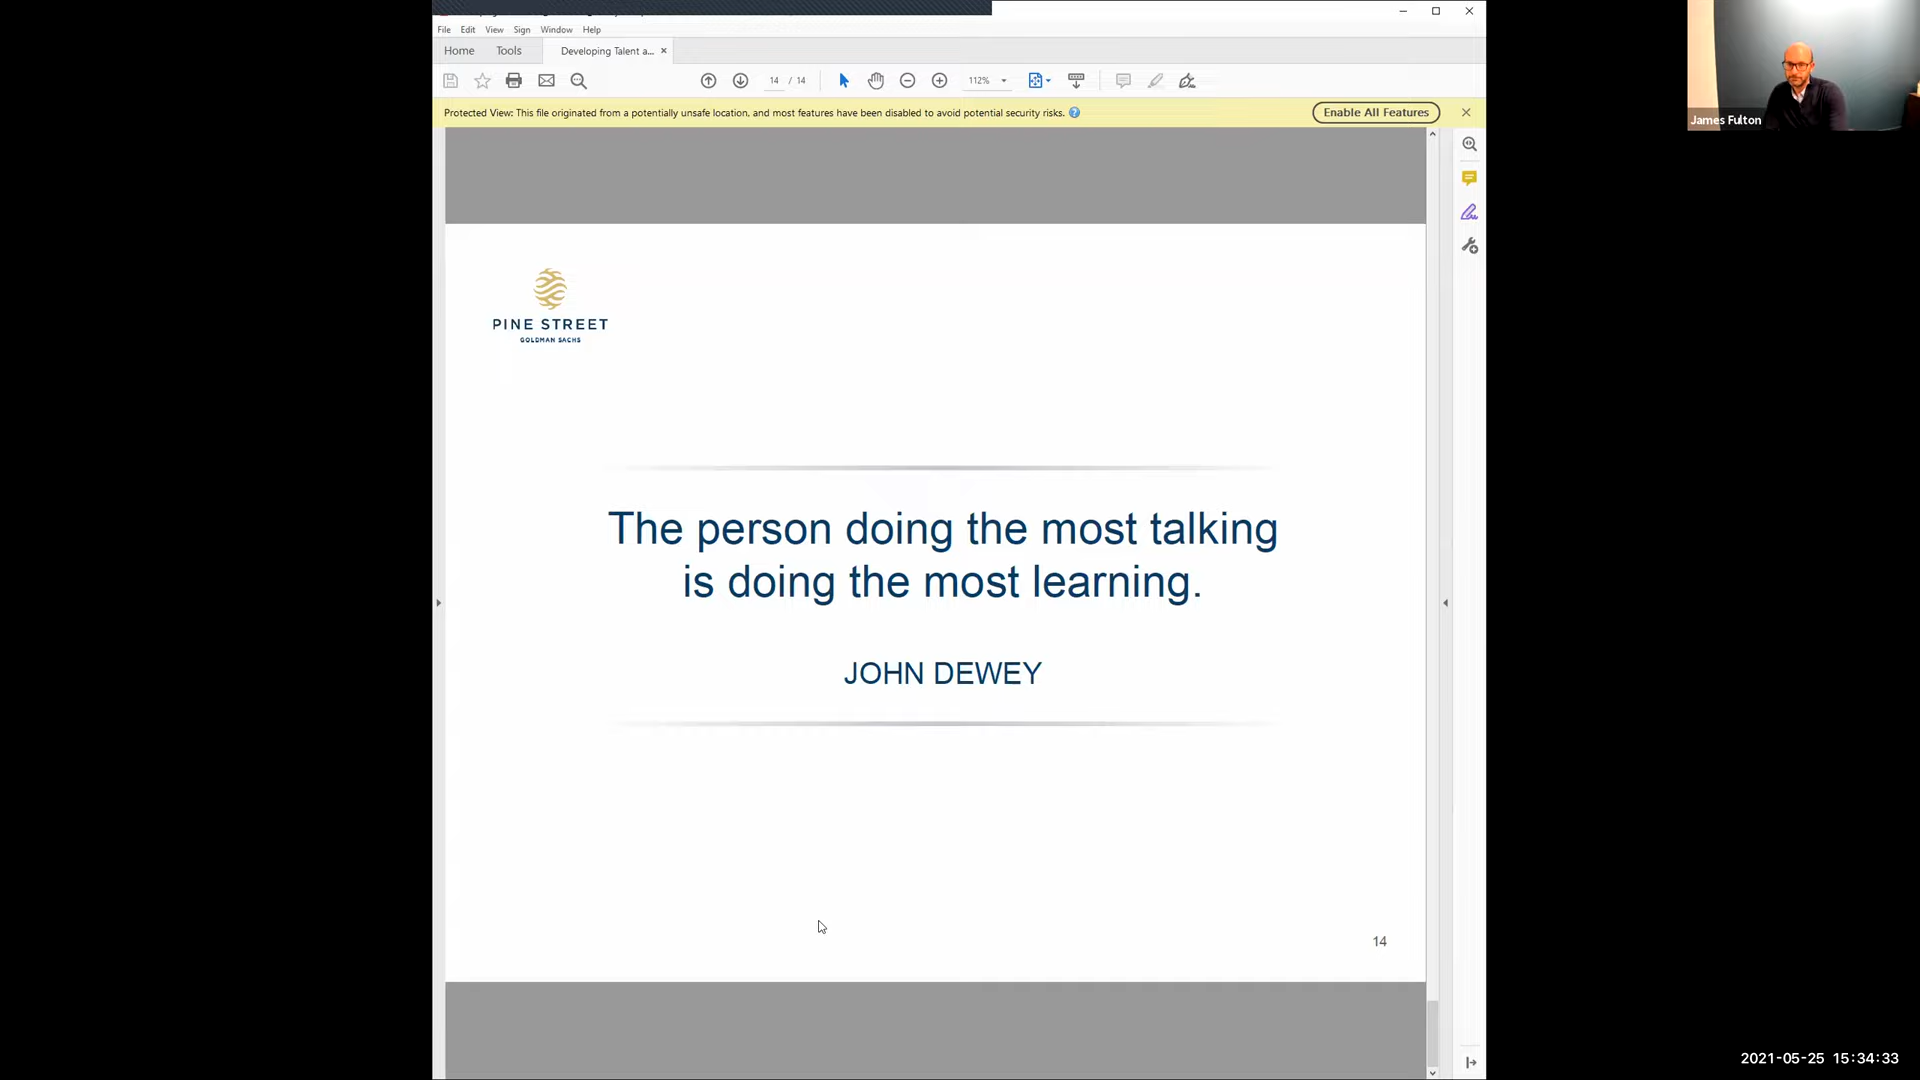 File Edit View Sign Window Help
Home Tools Developing Talent a...
14 / 14 112%
Protected View: This file originated from a potentially unsafe location, and most features have been disabled to avoid potential security risks. Enable All Features
James Fulton
PINE STREET
GOLDMAN SACHS
The person doing the most talking
is doing the most learning.
JOHN DEWEY
14
2021-05-25 15:34:33